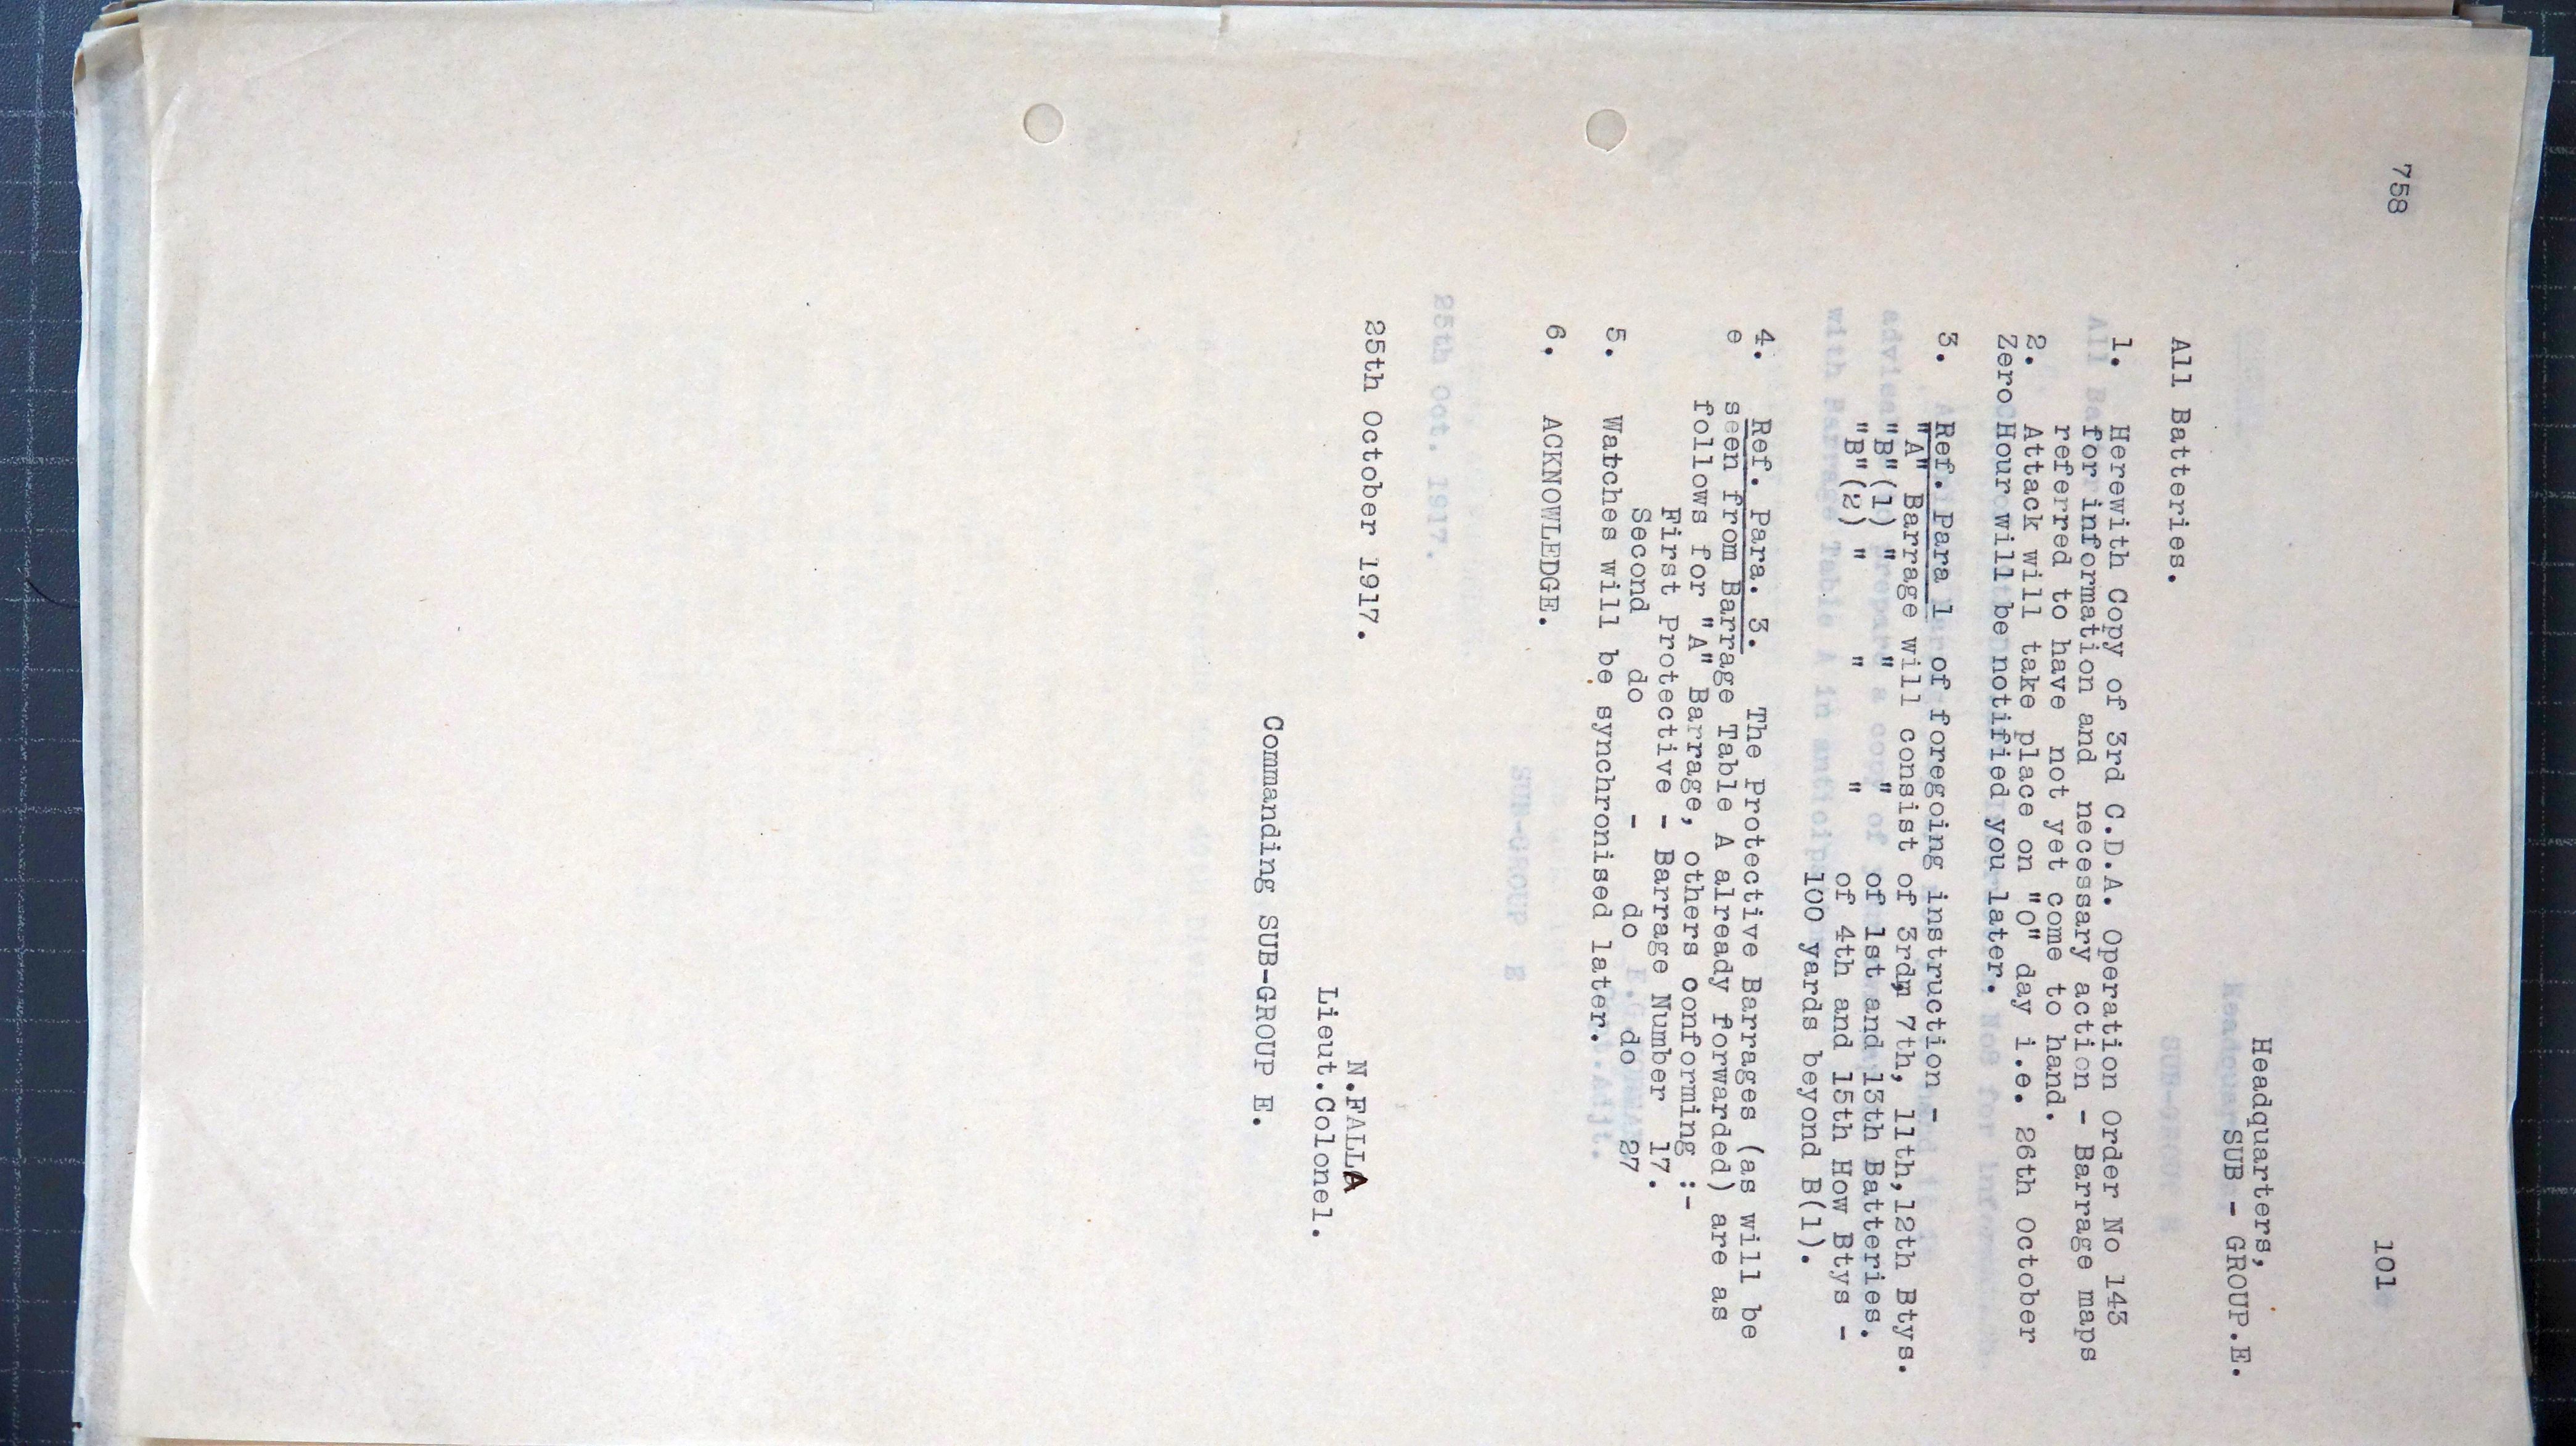 758
101
Headquarters,
SUB - GROUP.E.
All Batteries.
1. Herewith Copy of 3rd C.D.A. Operation Order No 143
for information and necessary action - Barrage maps
referred to have not yet come to hand.
2. Attack will take place on "O" day i.e. 26th October
Zero Hour will be notified you later.
3. Ref. Para 1 of foregoing instruction -
"A" Barrage will consist of 3rdm 7th, 11th,12th Btys.
"B"(1) " " " of 1st and 13th Batteries.
"B"(2) " " " of 4th and 15th How Btys -
100 yards beyond B(1).
4. Ref. Para. 3. The Protective Barrages (as will be
e seen from Barrage Table A already forwarded) are as
follows for "A" Barrage, others conforming :-
First Protective - Barrage Number 17.
Second do - do do 27
5. Watches will be synchronised later.
6. ACKNOWLEDGE.
25th October 1917.
N.FALLA
Lieut.Colonel.
Commanding SUB-GROUP E.